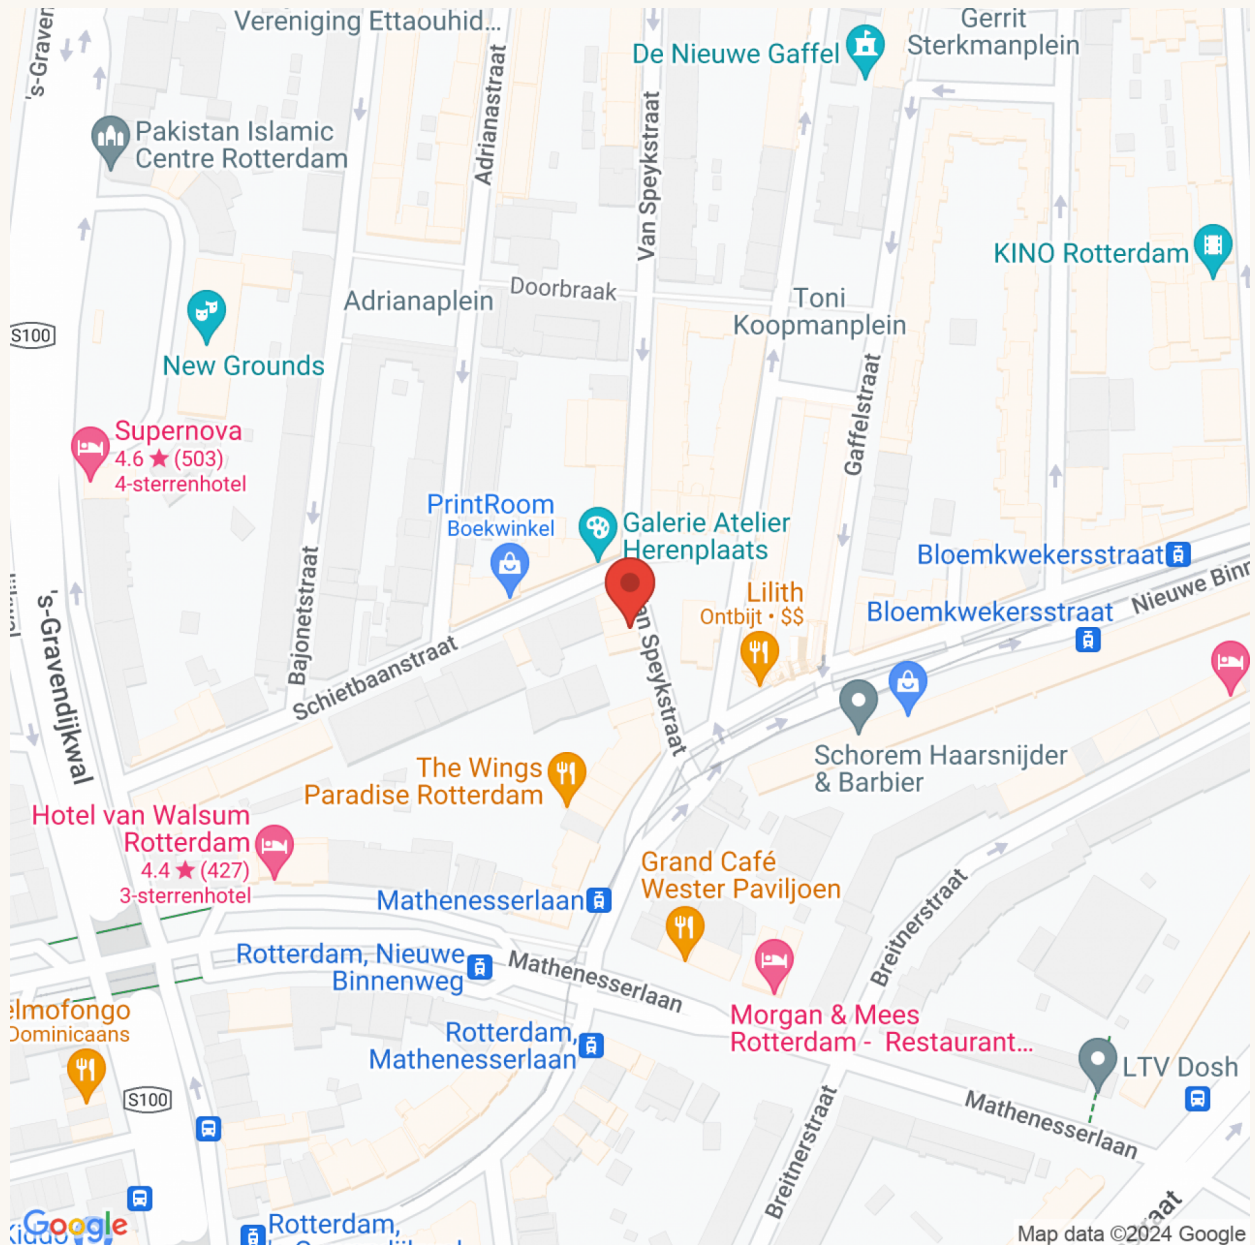 Vereniging Ettaouhid...
Gerrit
Sterkmanplein
De Nieuwe Gaffel
's-Graven
Adrianastraat
Van Speykstraat
Pakistan Islamic
Centre Rotterdam
KINO Rotterdam
Doorbraak
Adrianaplein
Toni
Koopmanplein
S100
New Grounds
Gaffelstraat
Supernova
4.6 ★ (503)
4-sterrenhotel
PrintRoom
Boekwinkel
Galerie Atelier
Herenplaats
Bloemkwekersstraat
Bajonetstraat
Lilith
Ontbijt • $$
Bloemkwekersstraat
Nieuwe Binn
's-Gravendijkwal
Schietbaanstraat
an Speykstraat
Schorem Haarsnijder
& Barbier
The Wings
Paradise Rotterdam
Hotel van Walsum
Rotterdam
4.4 ★ (427)
3-sterrenhotel
Grand Café
Wester Paviljoen
Mathenesserlaan
Breitnerstraat
Rotterdam, Nieuwe
Binnenweg
Mathenesserlaan
elmofongo
Dominicaans
Morgan & Mees
Rotterdam - Restaurant...
Rotterdam,
Mathenesserlaan
LTV Dosh
S100
Mathenesserlaan
Breitnerstraat
straat
Google
Kiddo
Rotterdam,
Map data ©2024 Google